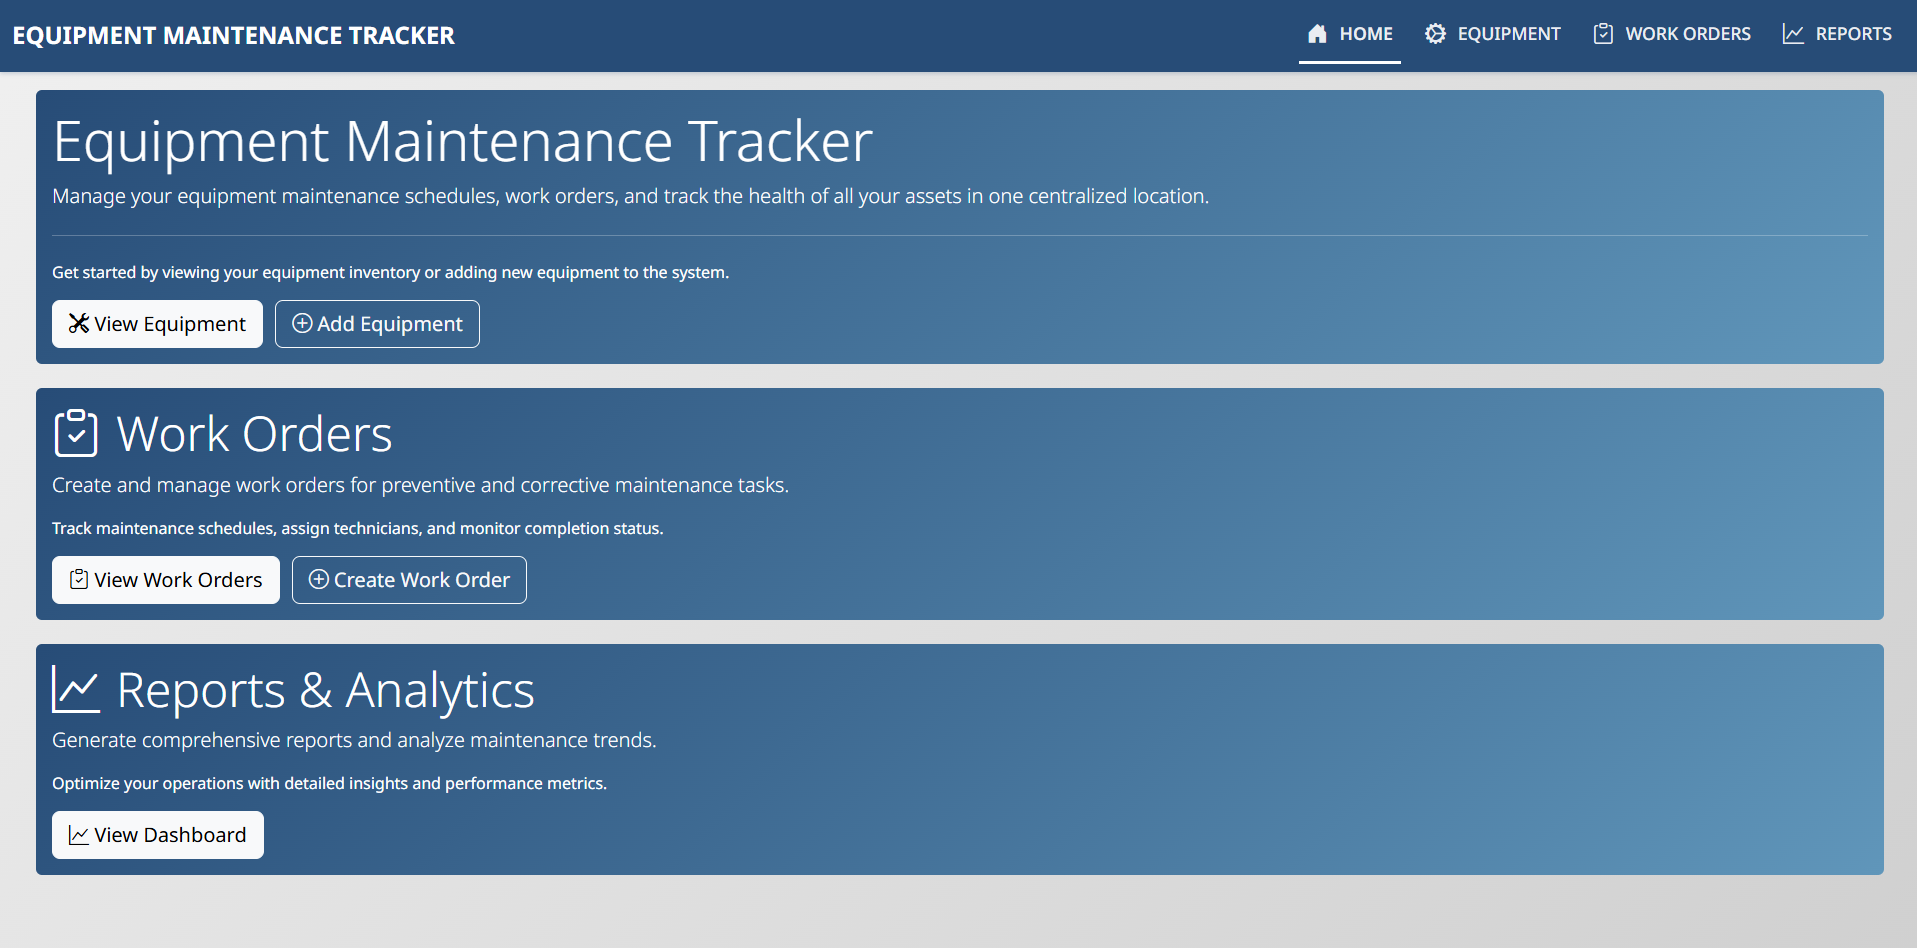 EQUIPMENT MAINTENANCE TRACKER
HOME
EQUIPMENT
WORK ORDERS
REPORTS
Equipment Maintenance Tracker
Manage your equipment maintenance schedules, work orders, and track the health of all your assets in one centralized location.
Get started by viewing your equipment inventory or adding new equipment to the system.
View Equipment
Add Equipment
Work Orders
Create and manage work orders for preventive and corrective maintenance tasks.
Track maintenance schedules, assign technicians, and monitor completion status.
View Work Orders
Create Work Order
Reports & Analytics
Generate comprehensive reports and analyze maintenance trends.
Optimize your operations with detailed insights and performance metrics.
View Dashboard